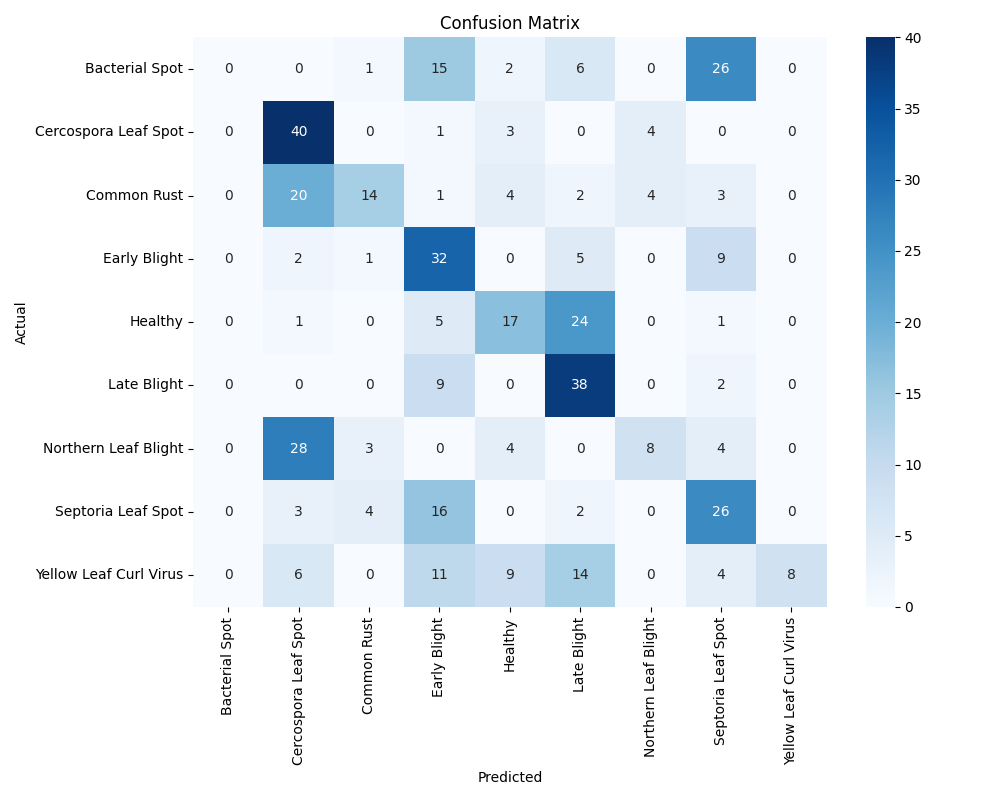 Confusion Matrix
Bacterial Spot 0 0 1 15 2 6 0 26 0
Cercospora Leaf Spot 0 40 0 1 3 0 4 0 0
Common Rust 0 20 14 1 4 2 4 3 0
Early Blight 0 2 1 32 0 5 0 9 0
Healthy 0 1 0 5 17 24 0 1 0
Late Blight 0 0 0 9 0 38 0 2 0
Northern Leaf Blight 0 28 3 0 4 0 8 4 0
Septoria Leaf Spot 0 3 4 16 0 2 0 26 0
Yellow Leaf Curl Virus 0 6 0 11 9 14 0 4 8
Actual
Bacterial Spot
Cercospora Leaf Spot
Common Rust
Early Blight
Healthy
Late Blight
Northern Leaf Blight
Septoria Leaf Spot
Yellow Leaf Curl Virus
Predicted
40
35
30
25
20
15
10
5
0